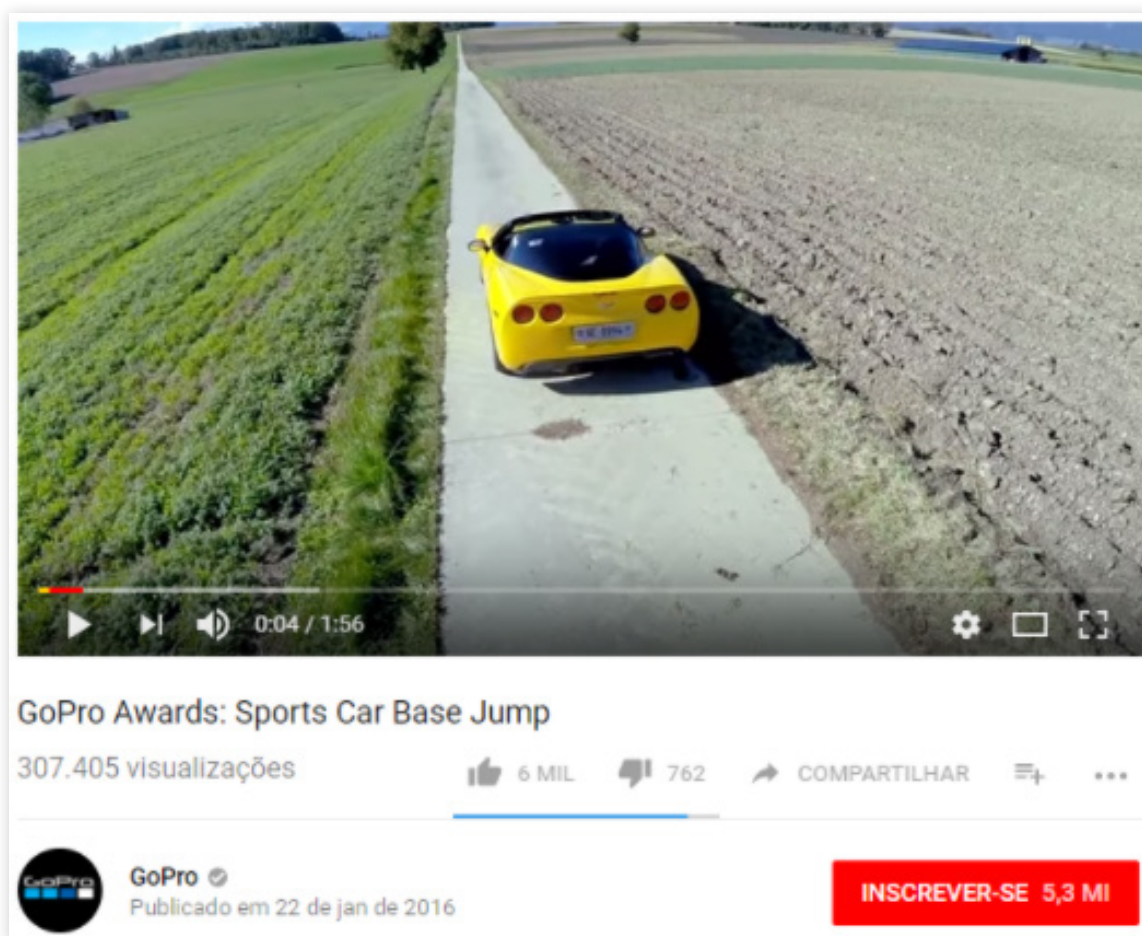 0:04 / 1:56
GoPro Awards: Sports Car Base Jump
307.405 visualizações
6 MIL 762 COMPARTILHAR
GoPro
GoPro
Publicado em 22 de jan de 2016
INSCREVER-SE 5,3 MI